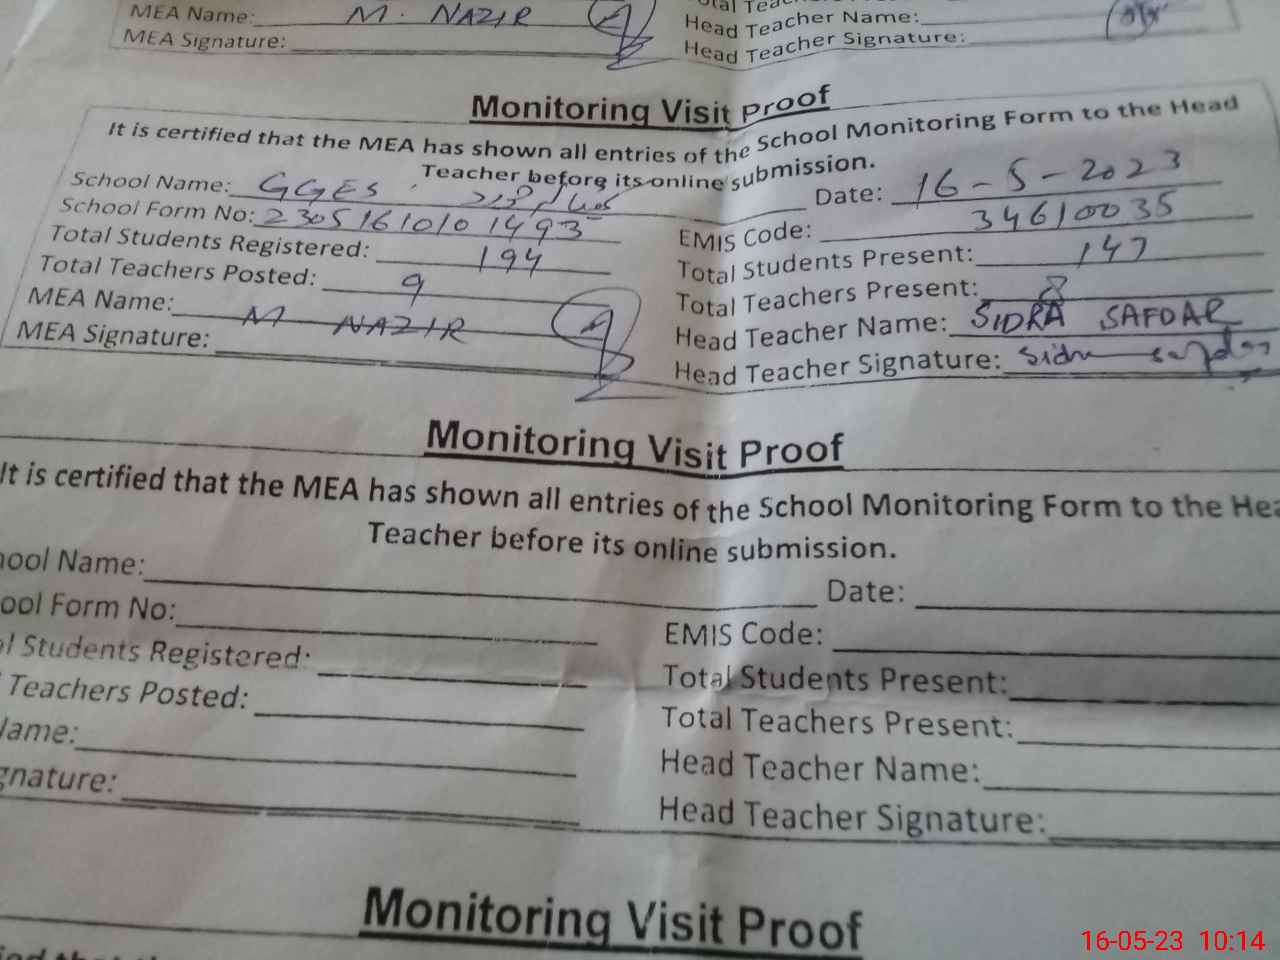 MEA Name: M. NAZIR
MEA Signature:
Head Teacher Name:
Head Teacher Signature:
Monitoring Visit Proof
It is certified that the MEA has shown all entries of the School Monitoring Form to the Head
Teacher before its online submission.
School Name: GGES Date: 16-5-2023
School Form No: 23051610101493 EMIS Code: 34610035
Total Students Registered: 194 Total Students Present: 147
Total Teachers Posted: 9 Total Teachers Present: 8
MEA Name: M NAZIR Head Teacher Name: SIDRA SAFDAR
MEA Signature: Head Teacher Signature: Sidra safdar
Monitoring Visit Proof
It is certified that the MEA has shown all entries of the School Monitoring Form to the Hea
Teacher before its online submission.
hool Name: Date:
ool Form No: EMIS Code:
al Students Registered: Total Students Present:
Teachers Posted: Total Teachers Present:
Name: Head Teacher Name:
gnature: Head Teacher Signature:
Monitoring Visit Proof
16-05-23 10:14